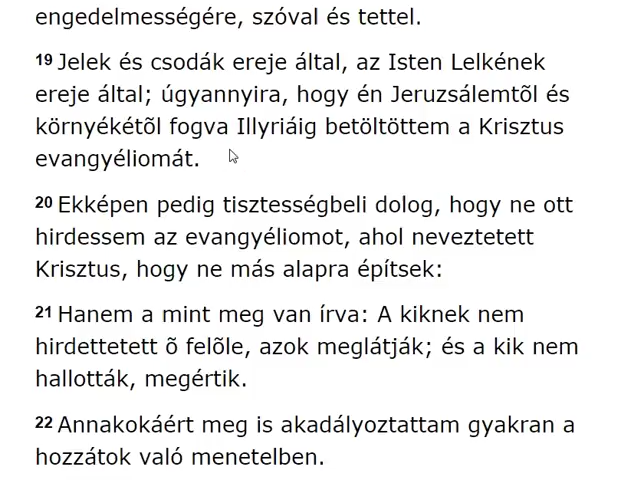 engedelmességére, szóval és tettel.
19 Jelek és csodák ereje által, az Isten Lelkének
ereje által; úgyannyira, hogy én Jeruzsálemtõl és
környékétõl fogva Illyriáig betöltöttem a Krisztus
evangyéliomát.
20 Ekképen pedig tisztességbeli dolog, hogy ne ott
hirdessem az evangyéliomot, ahol neveztetett
Krisztus, hogy ne más alapra építsek:
21 Hanem a mint meg van írva: A kiknek nem
hirdettetett õ felõle, azok meglátják; és a kik nem
hallották, megértik.
22 Annakokáért meg is akadályoztattam gyakran a
hozzátok való menetelben.